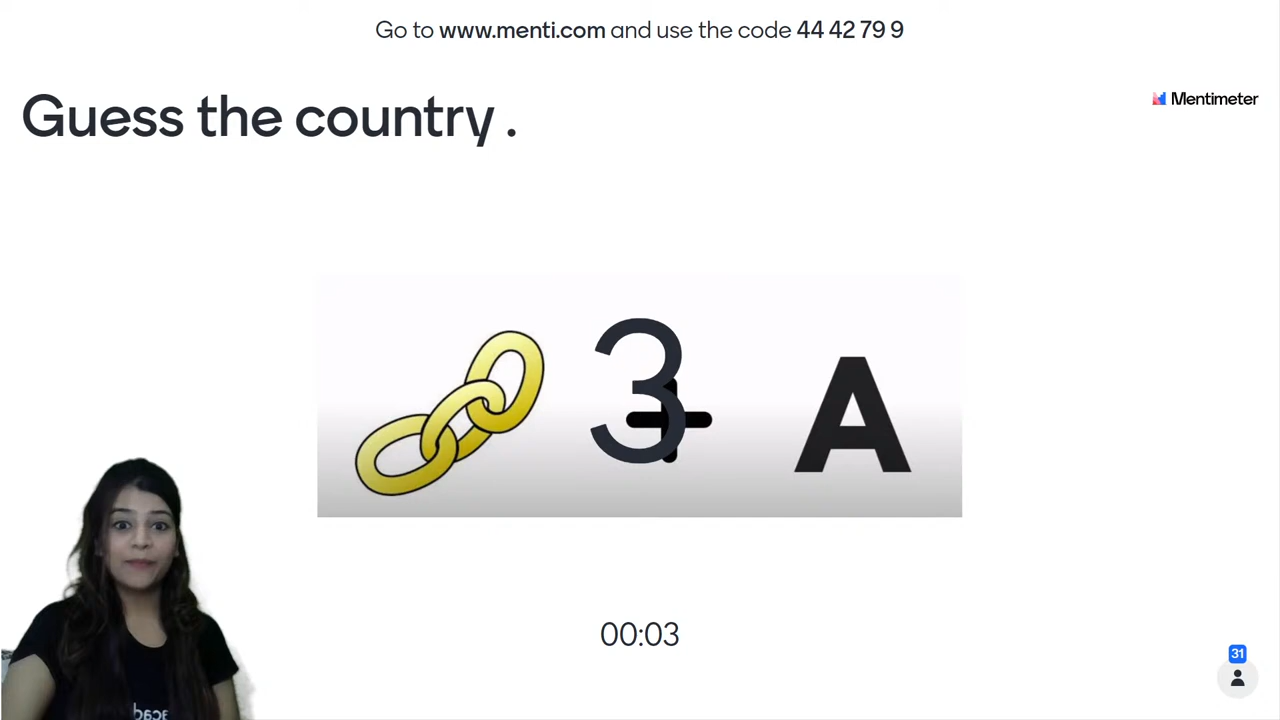 Go to www.menti.com and use the code 44 42 79 9
Guess the country .
Mentimeter
3
+ A
00:03
31
acad